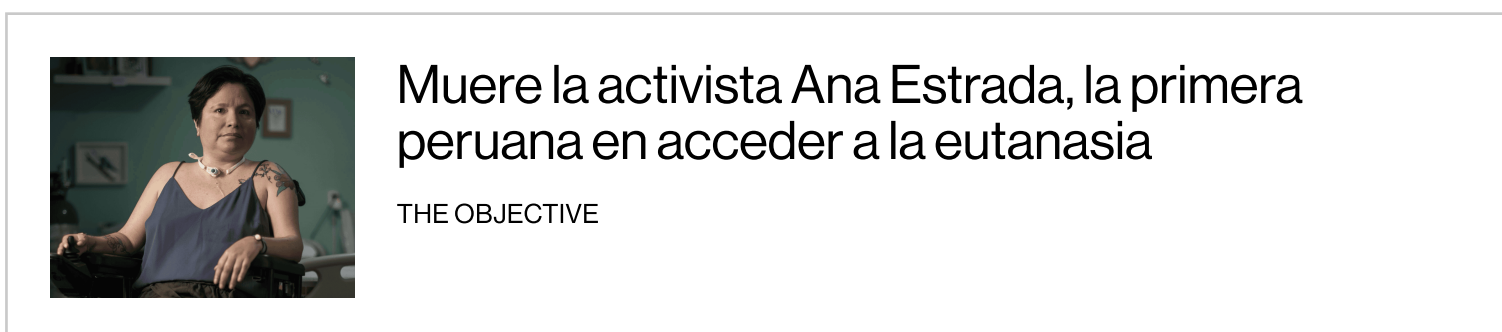 Muere la activista Ana Estrada, la primera
peruana en acceder a la eutanasia
THE OBJECTIVE